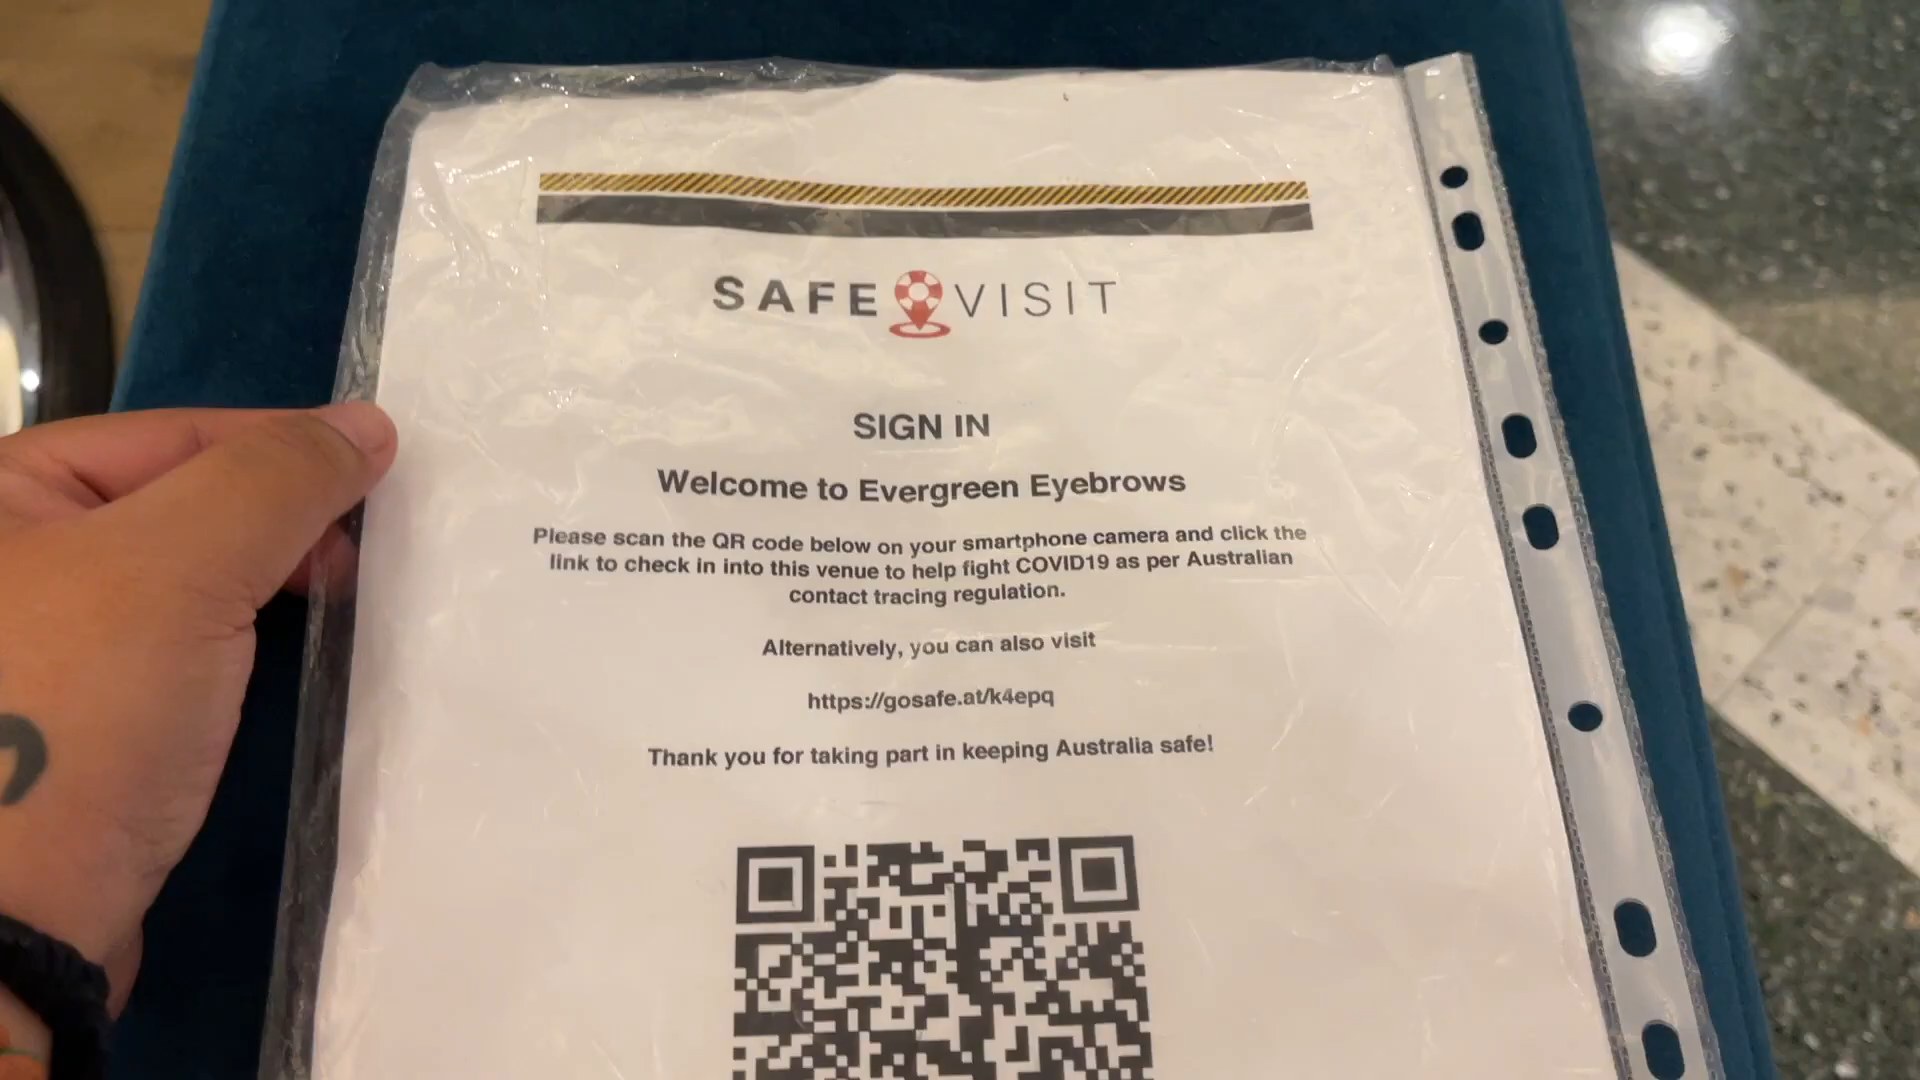 SAFE VISIT
SIGN IN
Welcome to Evergreen Eyebrows
Please scan the QR code below on your smartphone camera and click the
link to check in into this venue to help fight COVID19 as per Australian
contact tracing regulation.
Alternatively, you can also visit
https://gosafe.at/k4epq
Thank you for taking part in keeping Australia safe!